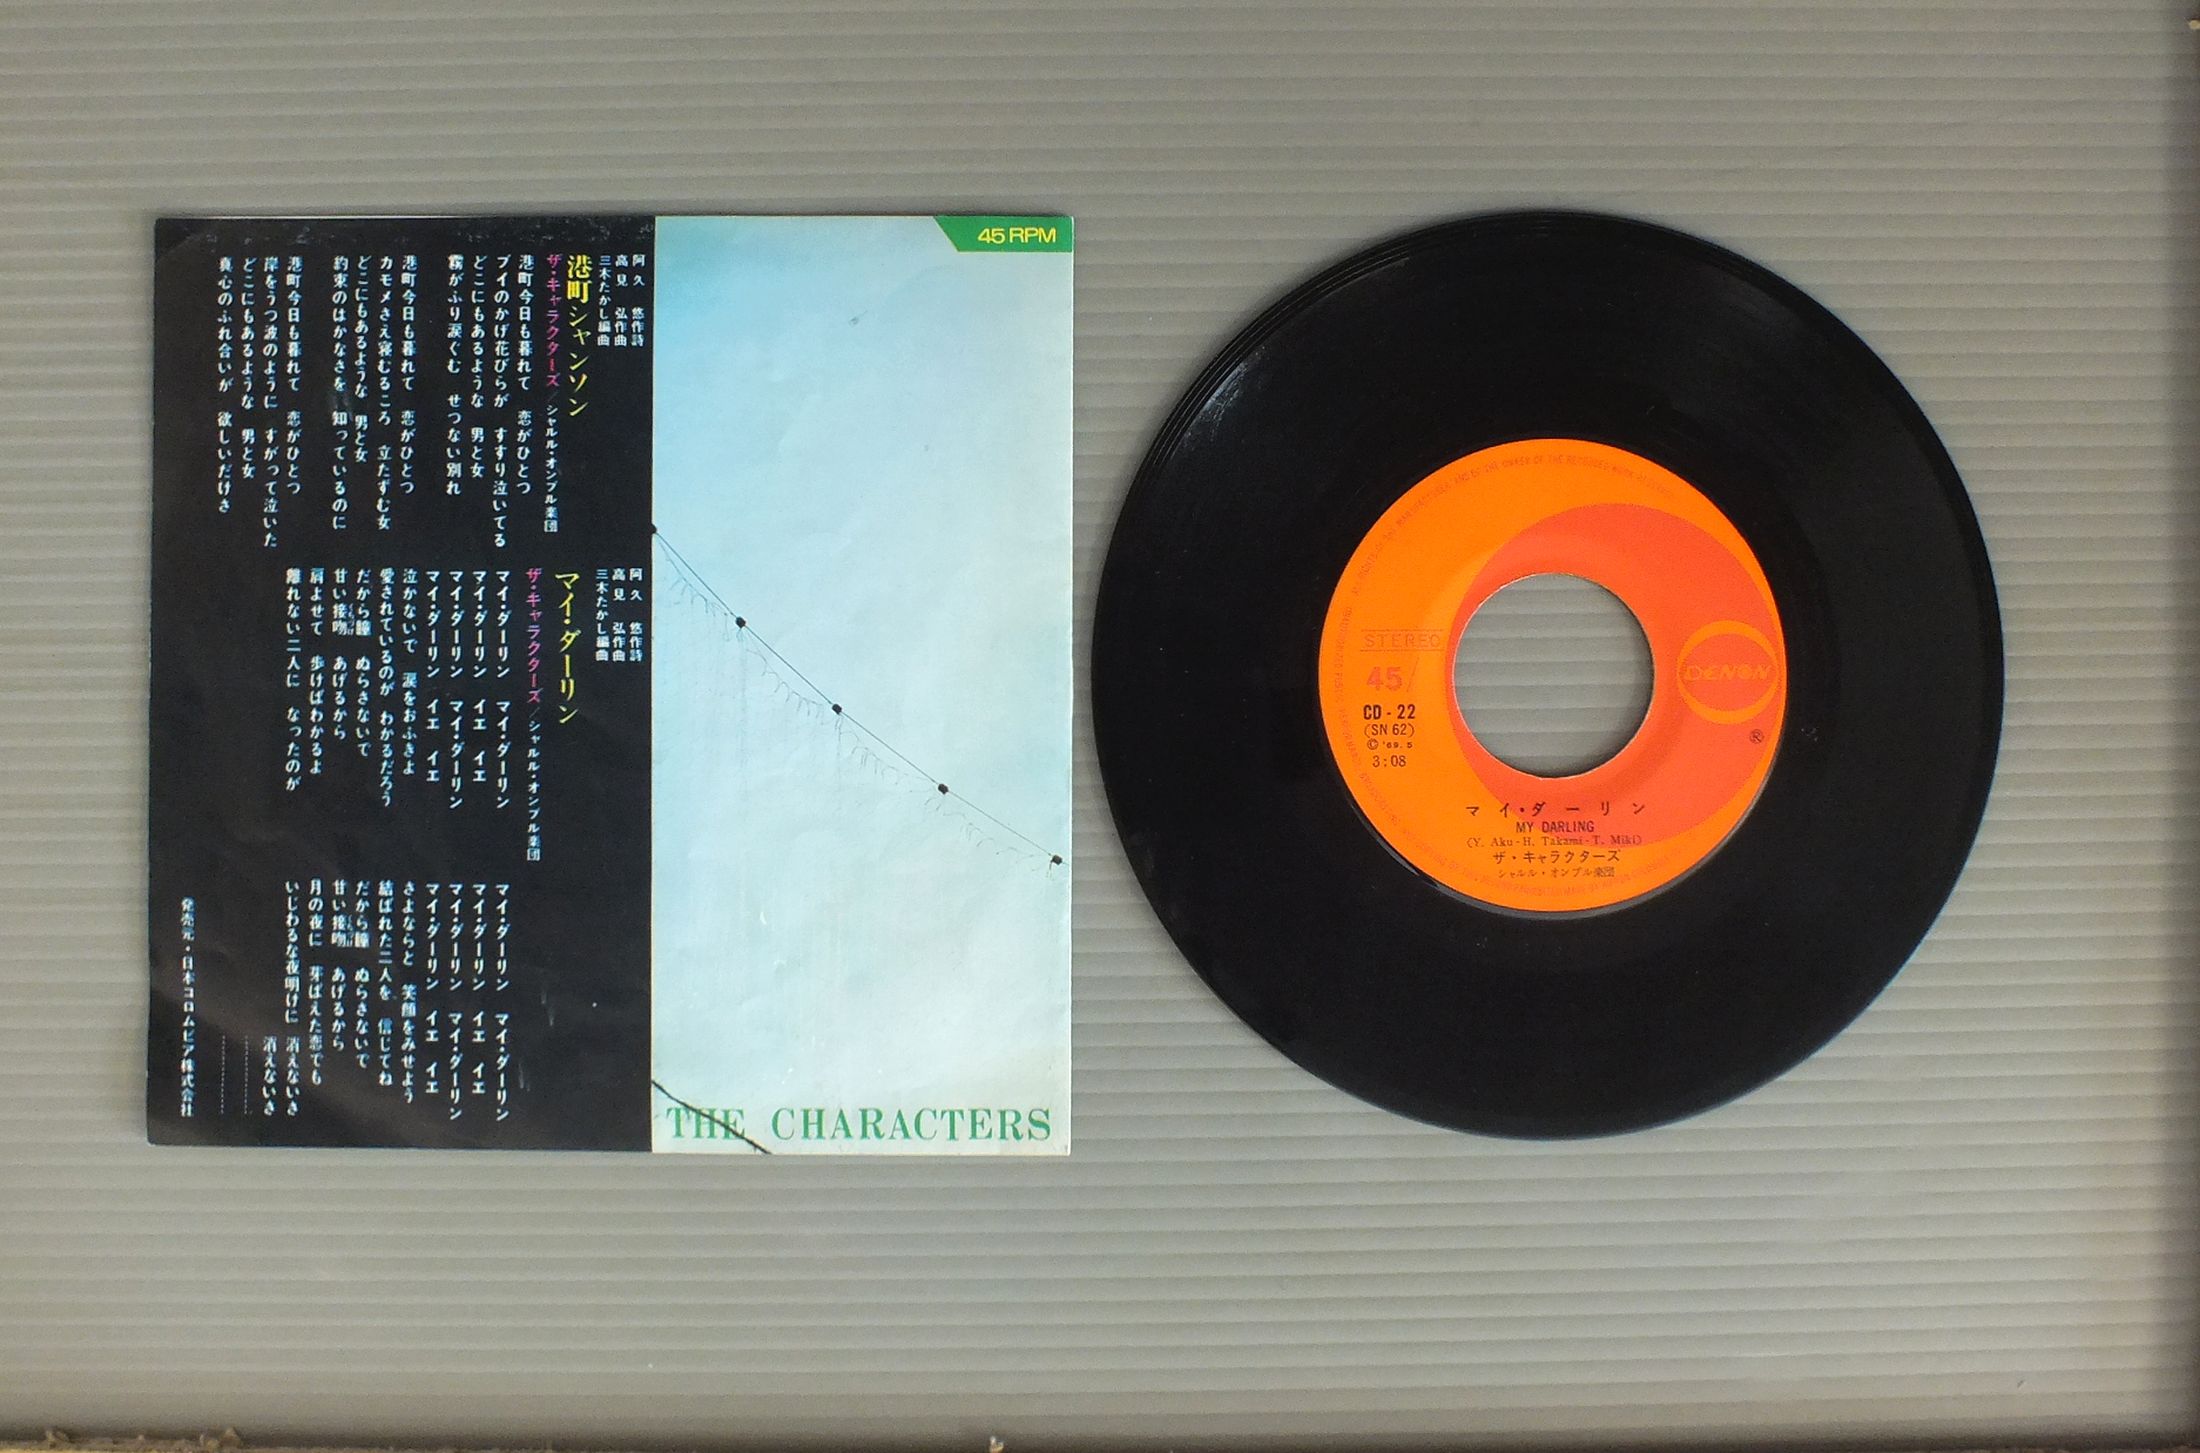 45 RPM
阿久 悠作詩
高見 弘作曲
三木たかし編曲
港町シャンソン
ザ・キャラクターズ/シャルル・オンブル楽団
港町今日も暮れて 恋がひとつ
ブイのかげ花びらが すすり泣いてる
どこにもあるような 男と女
霧がふり涙ぐむ せつない別れ
港町今日も暮れて 恋がひとつ
カモメさえ寝むるころ 立たずむ女
どこにもあるような 男と女
約束のはかなさを 知っているのに
港町今日も暮れて 恋がひとつ
岸をうつ波のように すがって泣いた
どこにもあるような 男と女
真心のふれ合いが 欲しいだけさ
阿久 悠作詩
高見 弘作曲
三木たかし編曲
マイ・ダーリン
ザ・キャラクターズ/シャルル・オンブル楽団
マイ・ダーリン マイ・ダーリン
マイ・ダーリン イエ イエ
マイ・ダーリン マイ・ダーリン
マイ・ダーリン イエ イエ
泣かないで 涙をおふきよ
愛されているのが わかるだろう
だから瞳 ぬらさないで
甘い接吻 あげるから
肩よせて 歩けばわかるよ
離れない二人に なったのが
マイ・ダーリン マイ・ダーリン
マイ・ダーリン イエ イエ
マイ・ダーリン マイ・ダーリン
マイ・ダーリン イエ イエ
さよならと 笑顔をみせよう
結ばれた二人を 信じてね
だから瞳 ぬらさないで
甘い接吻 あげるから
月の夜に 芽ばえた恋でも
いじわるな夜明けに 消えないさ
消えないさ
発売元・日本コロムビア株式会社
THE CHARACTERS
STEREO
45/
DENON
®
CD - 22
(SN 62)
© '69. 5
3:08
マイ・ダーリン
MY DARLING
(Y. Aku - H. Takami - T. Miki)
ザ・キャラクターズ
シャルル・オンブル楽団